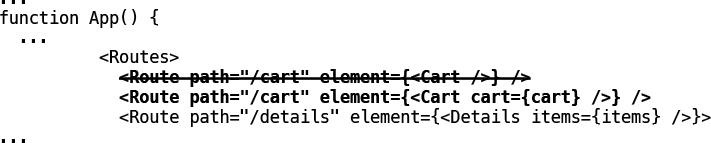 ...
function App() {
...
<Routes>
<Route path="/cart" element={<Cart />} />
<Route path="/cart" element={<Cart cart={cart} />} />
<Route path="/details" element={<Details items={items} />}>
...